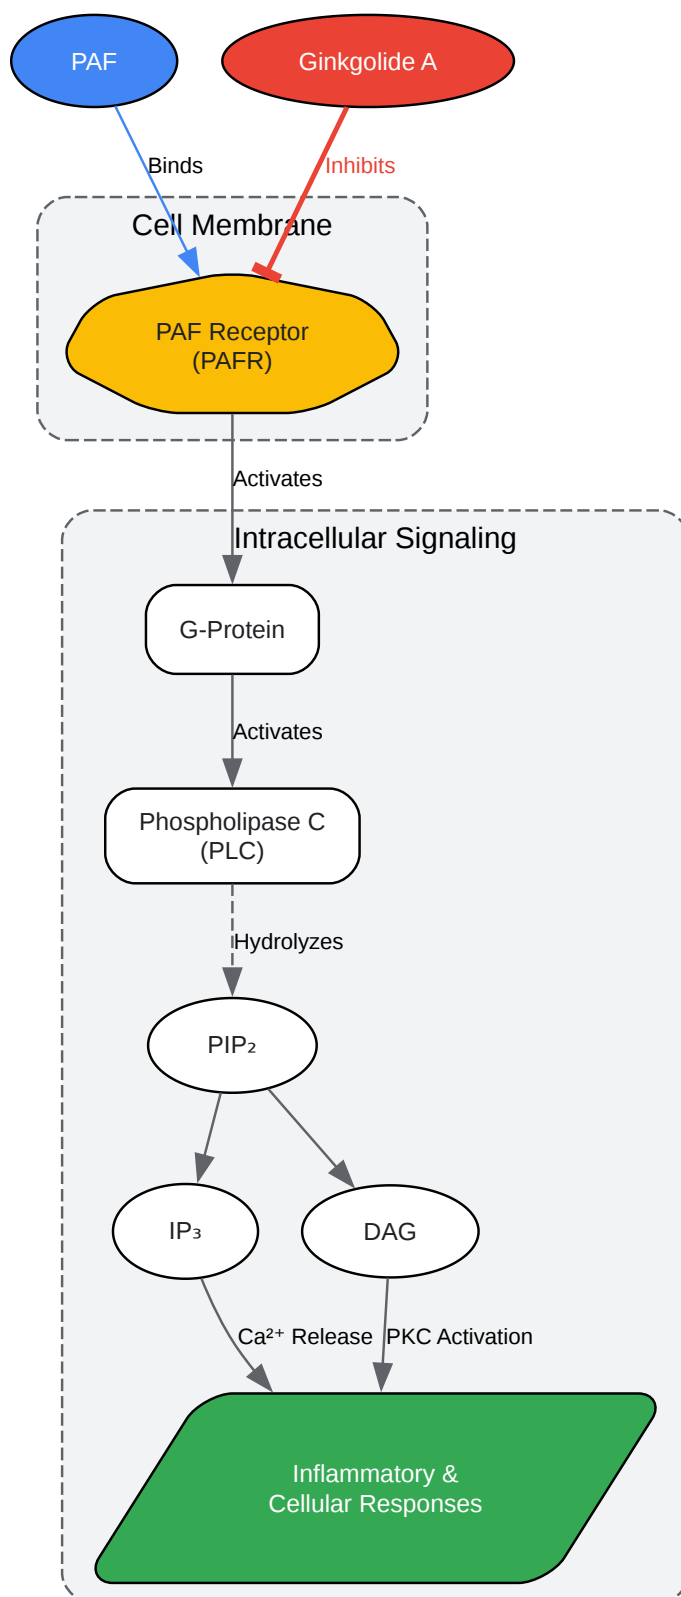 PAF
Ginkgolide A
Binds
Inhibits
Cell Membrane
PAF Receptor
(PAFR)
Activates
Intracellular Signaling
G-Protein
Activates
Phospholipase C
(PLC)
Hydrolyzes
PIP₂
IP₃
DAG
Ca²⁺ Release
PKC Activation
Inflammatory &
Cellular Responses